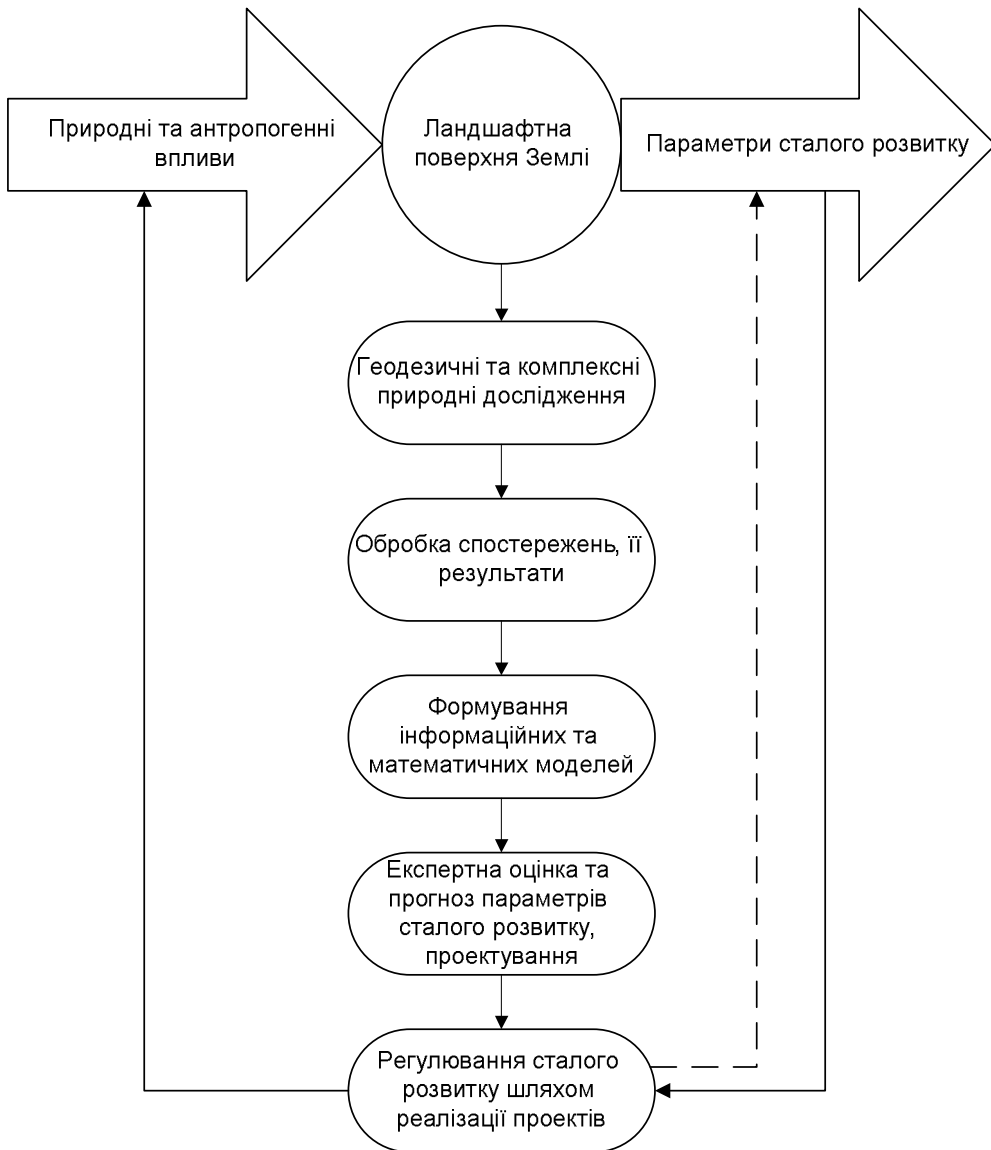 Природні та антропогенні
впливи
Ландшафтна
поверхня Землі
Параметри сталого розвитку
Геодезичні та комплексні
природні дослідження
Обробка спостережень, її
результати
Формування
інформаційних та
математичних моделей
Експертна оцінка та
прогноз параметрів
сталого розвитку,
проектування
Регулювання сталого
розвитку шляхом
реалізації проектів